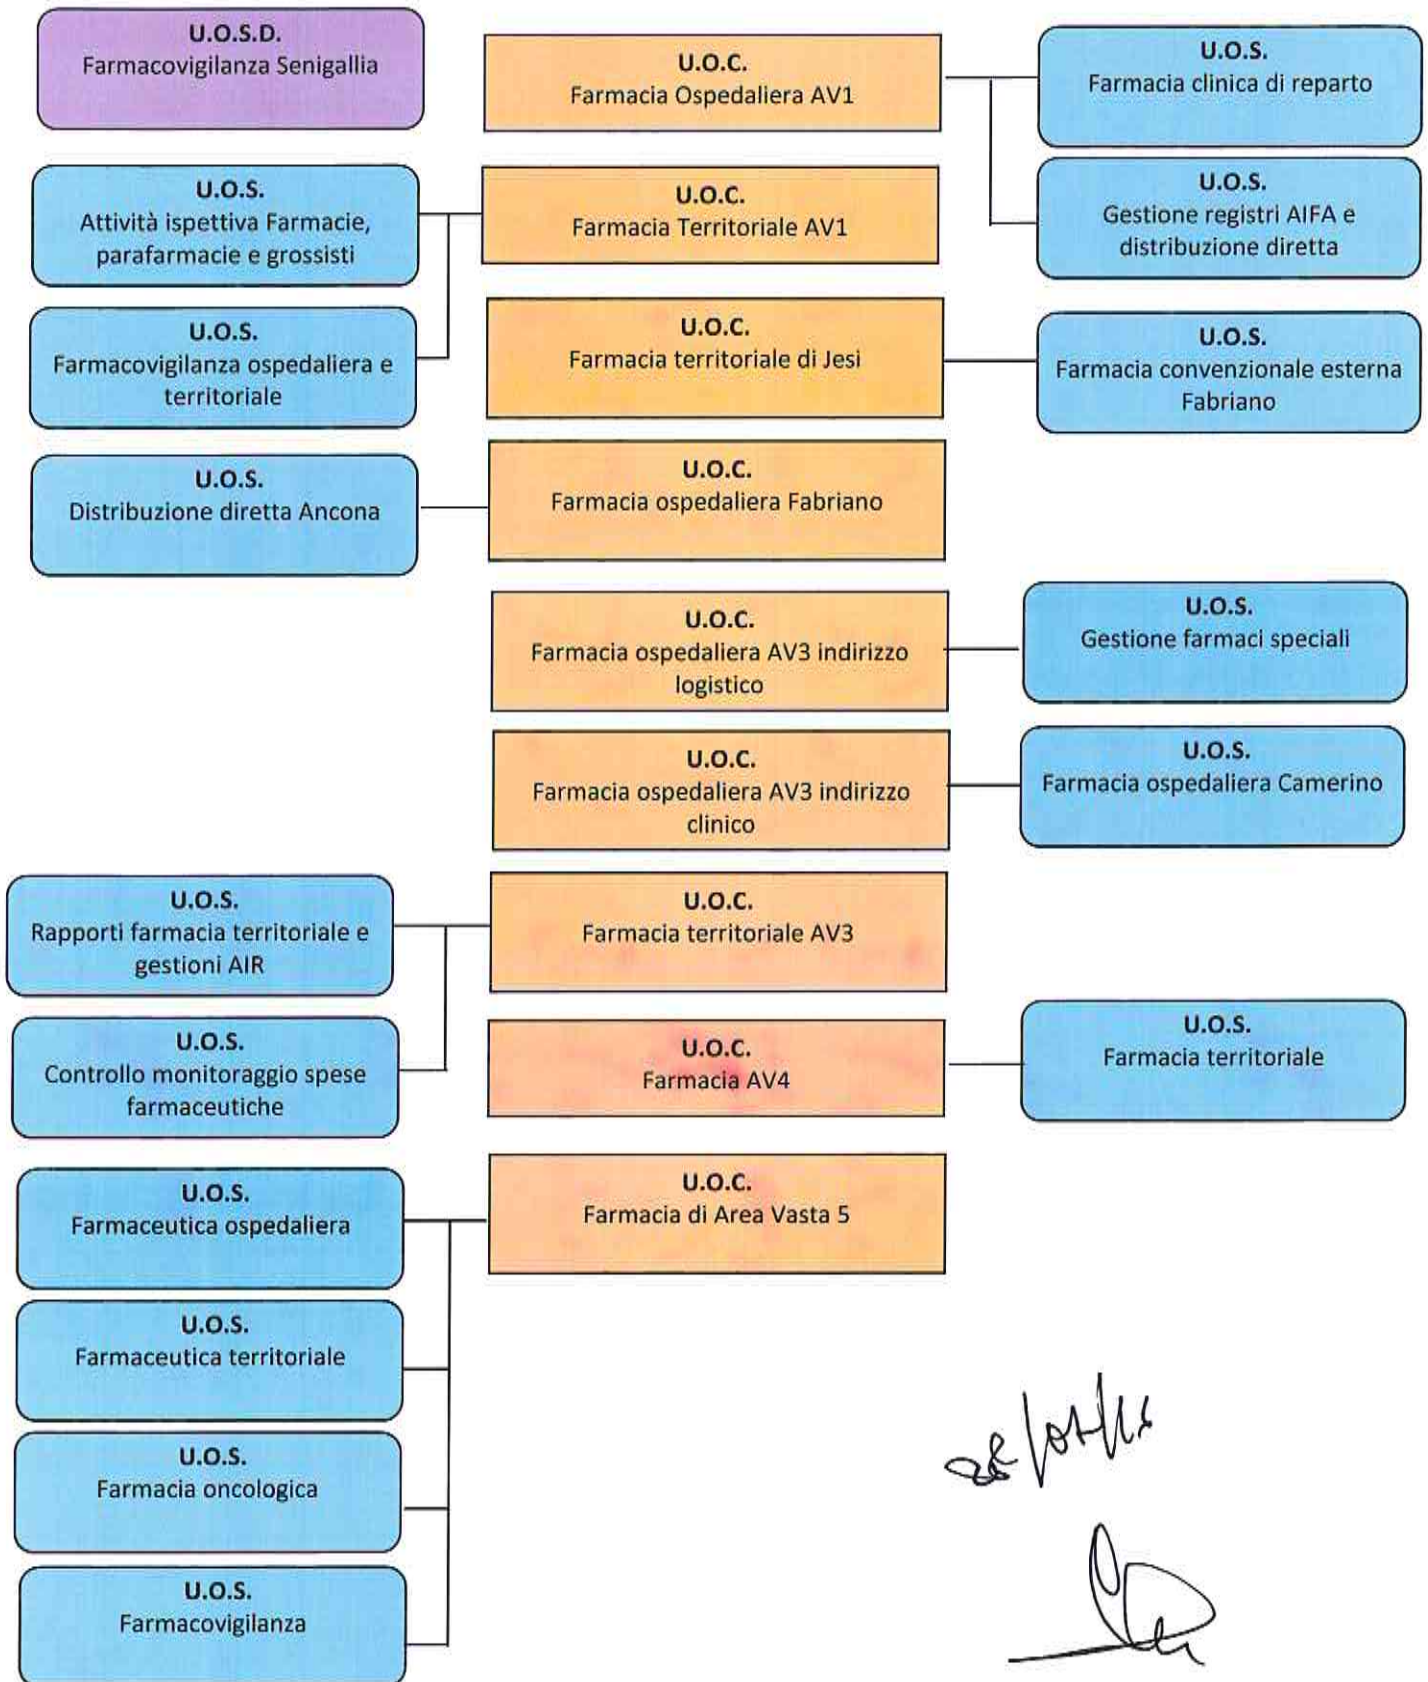 U.O.S.D.
Farmacovigilanza Senigallia
U.O.C.
Farmacia Ospedaliera AV1
U.O.S.
Farmacia clinica di reparto
U.O.S.
Gestione registri AIFA e
distribuzione diretta
U.O.S.
Attività ispettiva Farmacie,
parafarmacie e grossisti
U.O.C.
Farmacia Territoriale AV1
U.O.S.
Farmacovigilanza ospedaliera e
territoriale
U.O.C.
Farmacia territoriale di Jesi
U.O.S.
Farmacia convenzionale esterna
Fabriano
U.O.S.
Distribuzione diretta Ancona
U.O.C.
Farmacia ospedaliera Fabriano
U.O.C.
Farmacia ospedaliera AV3 indirizzo
logistico
U.O.S.
Gestione farmaci speciali
U.O.C.
Farmacia ospedaliera AV3 indirizzo
clinico
U.O.S.
Farmacia ospedaliera Camerino
U.O.S.
Rapporti farmacia territoriale e
gestioni AIR
U.O.C.
Farmacia territoriale AV3
U.O.S.
Controllo monitoraggio spese
farmaceutiche
U.O.C.
Farmacia AV4
U.O.S.
Farmacia territoriale
U.O.S.
Farmaceutica ospedaliera
U.O.C.
Farmacia di Area Vasta 5
U.O.S.
Farmaceutica territoriale
U.O.S.
Farmacia oncologica
U.O.S.
Farmacovigilanza